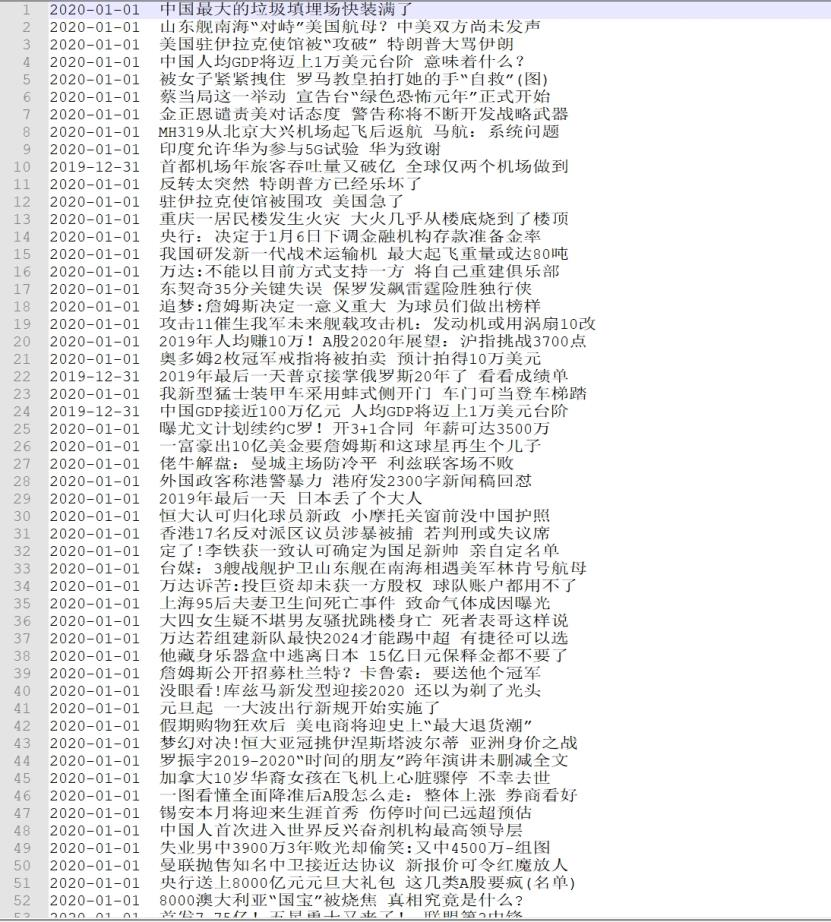 1 2020-01-01 中国最大的垃圾填埋场快装满了
2 2020-01-01 山东舰南海“对峙”美国航母？中美双方尚未发声
3 2020-01-01 美国驻伊拉克使馆被“攻破” 特朗普大骂伊朗
4 2020-01-01 中国人均GDP将迈上1万美元台阶 意味着什么？
5 2020-01-01 被女子紧紧拽住 罗马教皇拍打她的手“自救”(图)
6 2020-01-01 蔡当局这一举动 宣告台“绿色恐怖元年”正式开始
7 2020-01-01 金正恩谴责美对话态度 警告称将不断开发战略武器
8 2020-01-01 MH319从北京大兴机场起飞后返航 马航：系统问题
9 2020-01-01 印度允许华为参与5G试验 华为致谢
10 2019-12-31 首都机场年旅客吞吐量又破亿 全球仅两个机场做到
11 2020-01-01 反转太突然 特朗普方已经乐坏了
12 2020-01-01 驻伊拉克使馆被围攻 美国急了
13 2020-01-01 重庆一居民楼发生火灾 大火几乎从楼底烧到了楼顶
14 2020-01-01 央行：决定于1月6日下调金融机构存款准备金率
15 2020-01-01 我国研发新一代战术运输机 最大起飞重量或达80吨
16 2020-01-01 万达:不能以目前方式支持一方 将自己重建俱乐部
17 2020-01-01 东契奇35分关键失误 保罗发飙雷霆险胜独行侠
18 2020-01-01 追梦:詹姆斯决定一意义重大 为球员们做出榜样
19 2020-01-01 攻击11催生我军未来舰载攻击机：发动机或用涡扇10改
20 2020-01-01 2019年人均赚10万！A股2020年展望：沪指挑战3700点
21 2020-01-01 奥多姆2枚冠军戒指将被拍卖 预计拍得10万美元
22 2019-12-31 2019年最后一天普京接掌俄罗斯20年了 看看成绩单
23 2020-01-01 我新型猛士装甲车采用蚌式侧开门 车门可当登车梯踏
24 2019-12-31 中国GDP接近100万亿元 人均GDP将迈上1万美元台阶
25 2020-01-01 曝尤文计划续约C罗！开3+1合同 年薪可达3500万
26 2020-01-01 一富豪出10亿美金要詹姆斯和这球星再生个儿子
27 2020-01-01 佬牛解盘：曼城主场防冷平 利兹联客场不败
28 2020-01-01 外国政客称港警暴力 港府发2300字新闻稿回怼
29 2020-01-01 2019年最后一天 日本丢了个大人
30 2020-01-01 恒大认可归化球员新政 小摩托关窗前没中国护照
31 2020-01-01 香港17名反对派区议员涉暴被捕 若判刑或失议席
32 2020-01-01 定了!李铁获一致认可确定为国足新帅 亲自定名单
33 2020-01-01 台媒：3艘战舰护卫山东舰在南海相遇美军林肯号航母
34 2020-01-01 万达诉苦:投巨资却未获一方股权 球队账户都用不了
35 2020-01-01 上海95后夫妻卫生间死亡事件 致命气体成因曝光
36 2020-01-01 大四女生疑不堪男友骚扰跳楼身亡 死者表哥这样说
37 2020-01-01 万达若组建新队最快2024才能踢中超 有捷径可以选
38 2020-01-01 他藏身乐器盒中逃离日本 15亿日元保释金都不要了
39 2020-01-01 詹姆斯公开招募杜兰特？卡鲁索：要送他个冠军
40 2020-01-01 没眼看!库兹马新发型迎接2020 还以为剃了光头
41 2020-01-01 元旦起 一大波出行新规开始实施了
42 2020-01-01 假期购物狂欢后 美电商将迎史上“最大退货潮”
43 2020-01-01 梦幻对决!恒大亚冠挑伊涅斯塔波尔蒂 亚洲身价之战
44 2020-01-01 罗振宇2019-2020“时间的朋友”跨年演讲未删减全文
45 2020-01-01 加拿大10岁华裔女孩在飞机上心脏骤停 不幸去世
46 2020-01-01 一图看懂全面降准后A股怎么走：整体上涨 券商看好
47 2020-01-01 锡安本月将迎来生涯首秀 伤停时间已远超预估
48 2020-01-01 中国人首次进入世界反兴奋剂机构最高领导层
49 2020-01-01 失业男中3900万3年败光却偷笑:又中4500万-组图
50 2020-01-01 曼联抛售知名中卫接近达协议 新报价可令红魔放人
51 2020-01-01 央行送上8000亿元元旦大礼包 这几类A股要疯(名单)
52 2020-01-01 8000澳大利亚“国宝”被烧焦 真相究竟是什么？